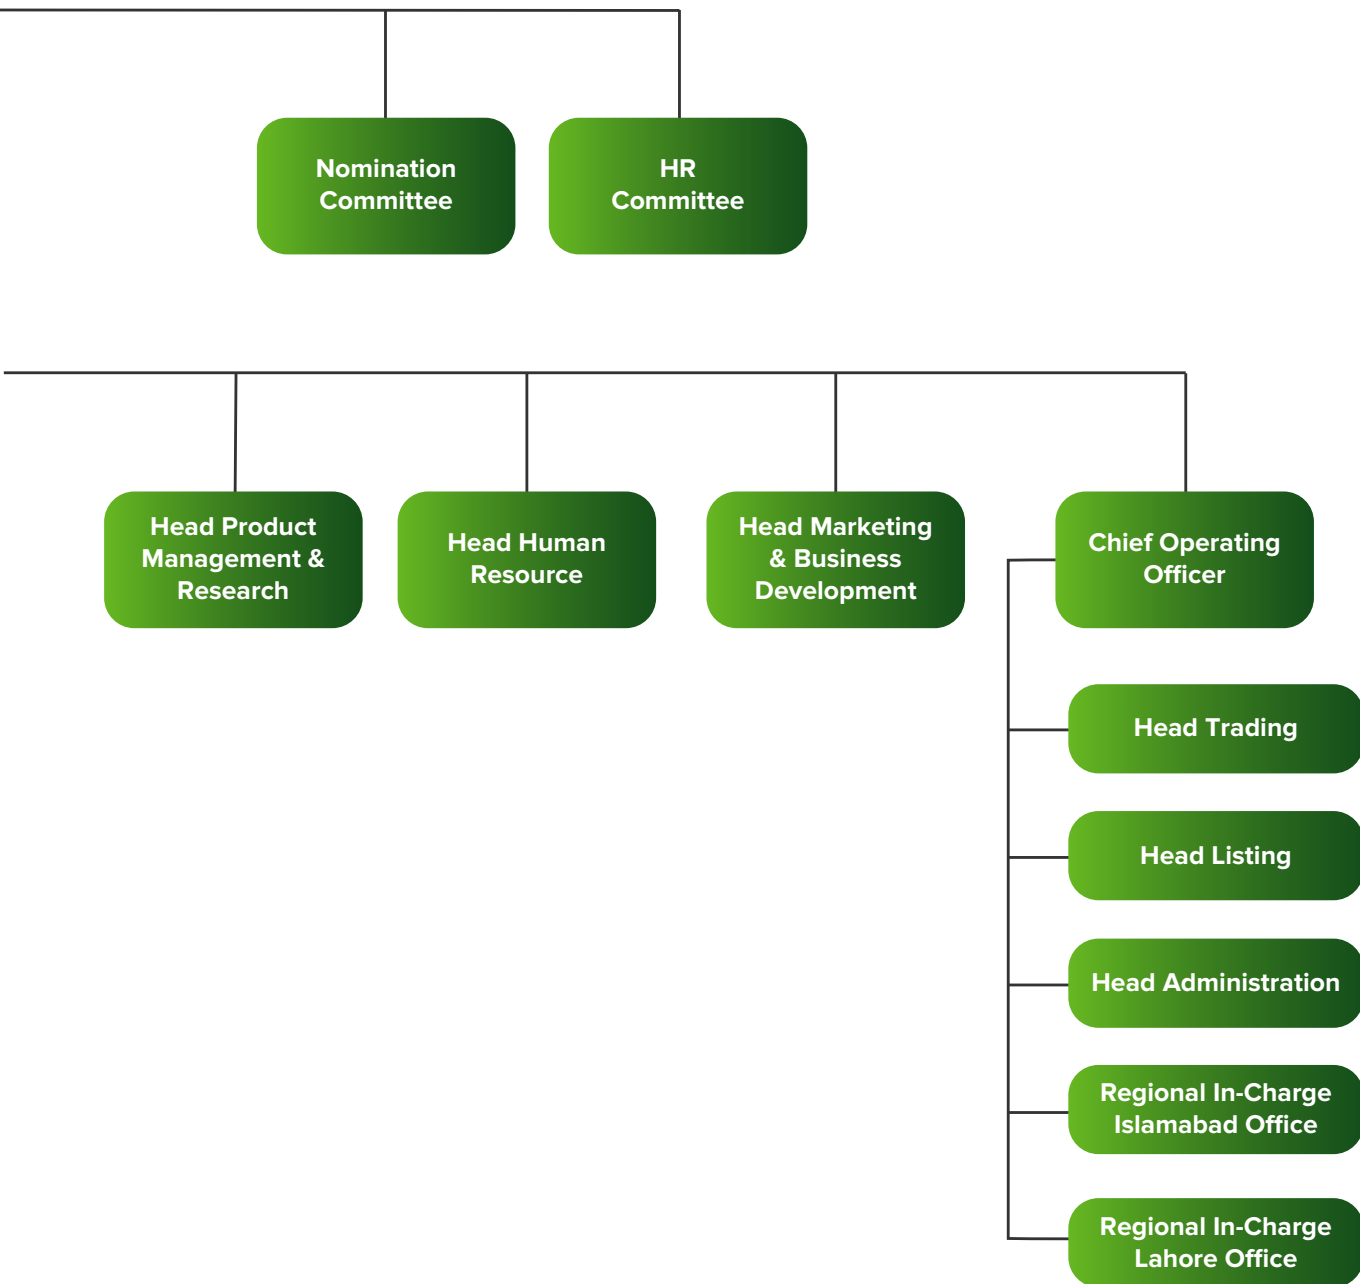 Nomination
Committee
HR
Committee
Head Product
Management &
Research
Head Human
Resource
Head Marketing
& Business
Development
Chief Operating
Officer
Head Trading
Head Listing
Head Administration
Regional In-Charge
Islamabad Office
Regional In-Charge
Lahore Office